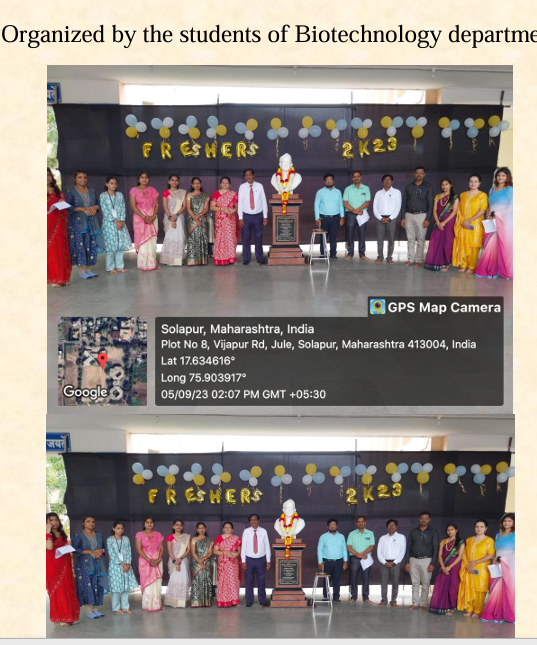 Organized by the students of Biotechnology departme
FRESHERS 2K23
GPS Map Camera
Solapur, Maharashtra, India
Plot No 8, Vijapur Rd, Jule, Solapur, Maharashtra 413004, India
Lat 17.634616°
Long 75.903917°
05/09/23 02:07 PM GMT +05:30
Google
FRESHERS 2K23